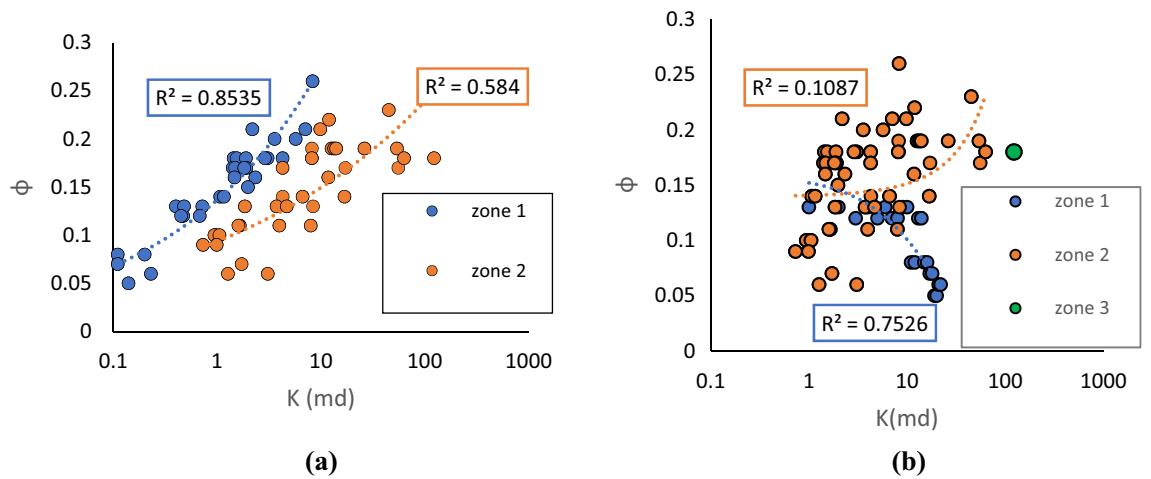 0.3
0.25
0.2
0.15
0.1
0.05
0
ϕ
R² = 0.8535
R² = 0.584
zone 1
zone 2
0.1 1 10 100 1000
K (md)
(a)
0.3
0.25
0.2
0.15
0.1
0.05
0
ϕ
R² = 0.1087
zone 1
zone 2
zone 3
R² = 0.7526
0.1 1 10 100 1000
K(md)
(b)